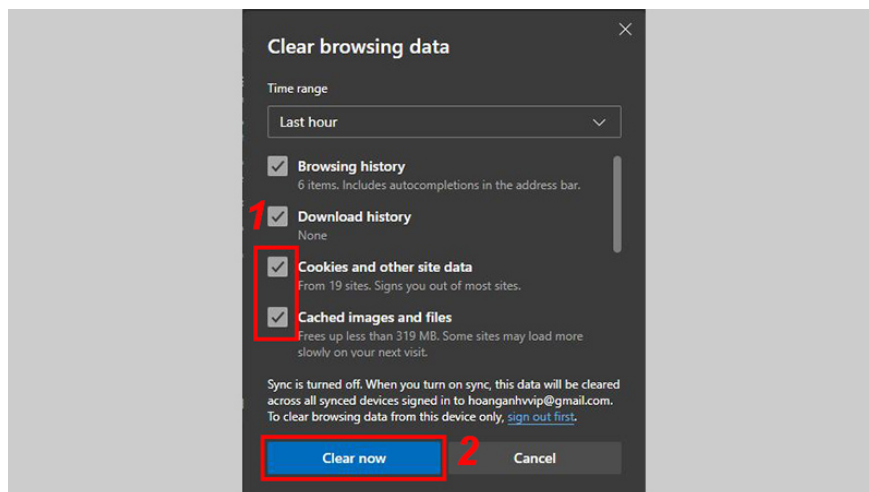 Clear browsing data
Time range
Last hour
Browsing history
6 items. Includes autocompletions in the address bar.
1
Download history
None
Cookies and other site data
From 19 sites. Signs you out of most sites.
Cached images and files
Frees up less than 319 MB. Some sites may load more
slowly on your next visit.
Sync is turned off. When you turn on sync, this data will be cleared
across all synced devices signed in to hoanganhvvip@gmail.com.
To clear browsing data from this device only, sign out first.
Clear now
2
Cancel